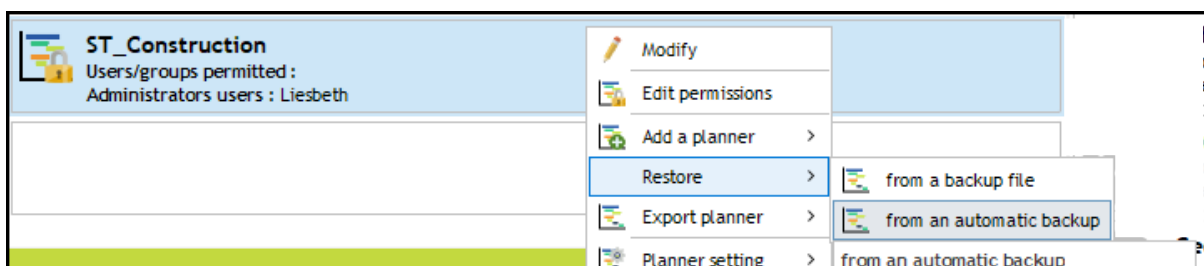 ST_Construction
Users/groups permitted :
Administrators users : Liesbeth
Modify
Edit permissions
Add a planner
Restore
from a backup file
Export planner
from an automatic backup
Planner setting
from an automatic backup